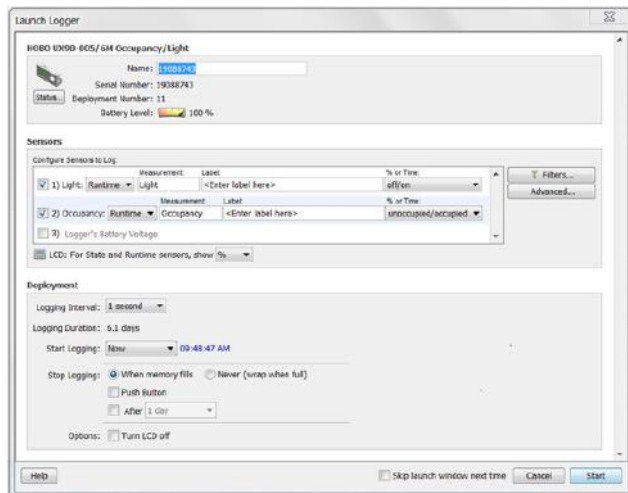 Launch Logger
HOBO UX90-005/6M Occupancy/Light
Name: 19088743
Serial Number: 19088743
Status... Deployment Number: 11
Battery Level: 100 %
Sensors
Configure Sensors to Log:
Measurement: Label: % or Time:
1) Light: Runtime Light <Enter label here> off/on
Filters...
Advanced...
Measurement: Label: % or Time:
2) Occupancy: Runtime Occupancy <Enter label here> unoccupied/occupied
3) Logger's Battery Voltage
LCD: For State and Runtime sensors, show %
Deployment
Logging Interval: 1 second
Logging Duration: 6.1 days
Start Logging: Now 09:48:47 AM
Stop Logging: When memory fills Never (wrap when full)
Push Button
After 1 day
Options: Turn LCD off
Help Skip launch window next time Cancel Start